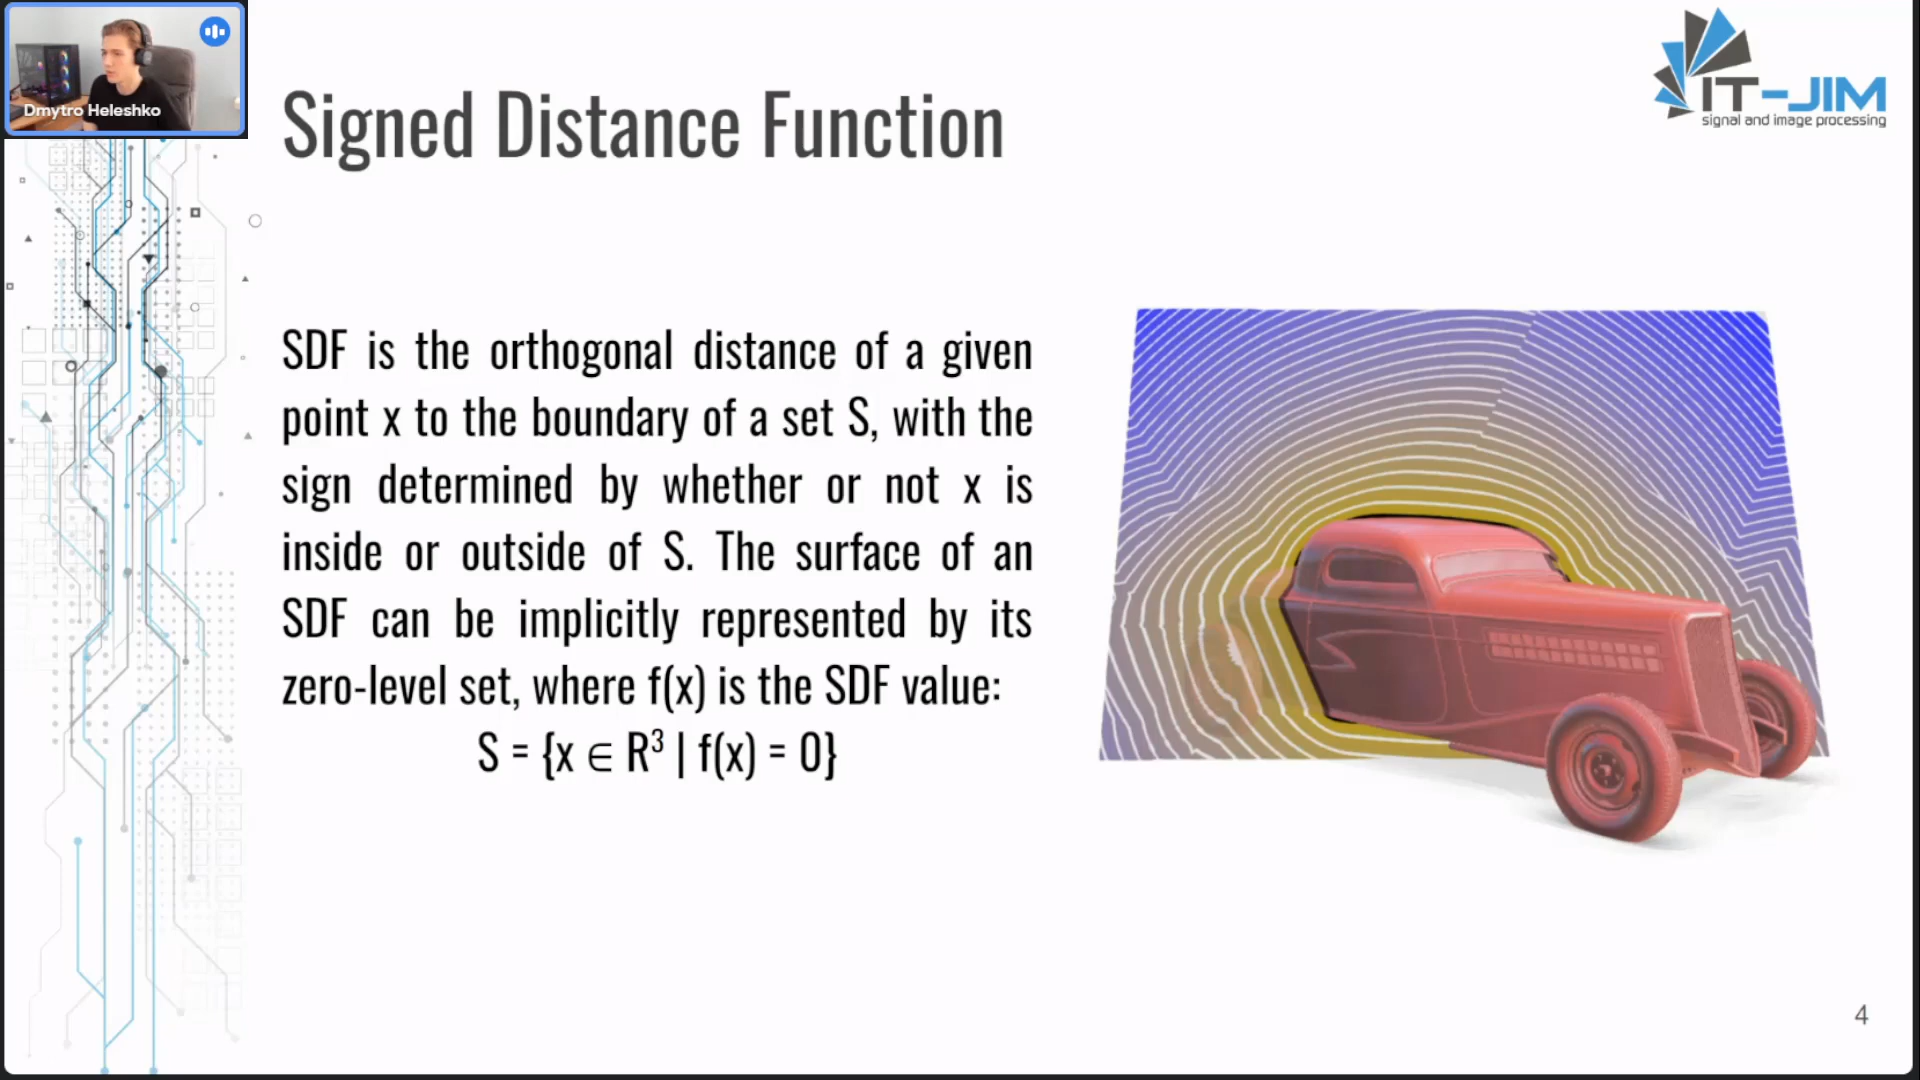 Dmytro Heleshko
IT-JIM
signal and image processing
Signed Distance Function
SDF is the orthogonal distance of a given
point x to the boundary of a set S, with the
sign determined by whether or not x is
inside or outside of S. The surface of an
SDF can be implicitly represented by its
zero-level set, where f(x) is the SDF value:
S = {x ∈ R³ | f(x) = 0}
4